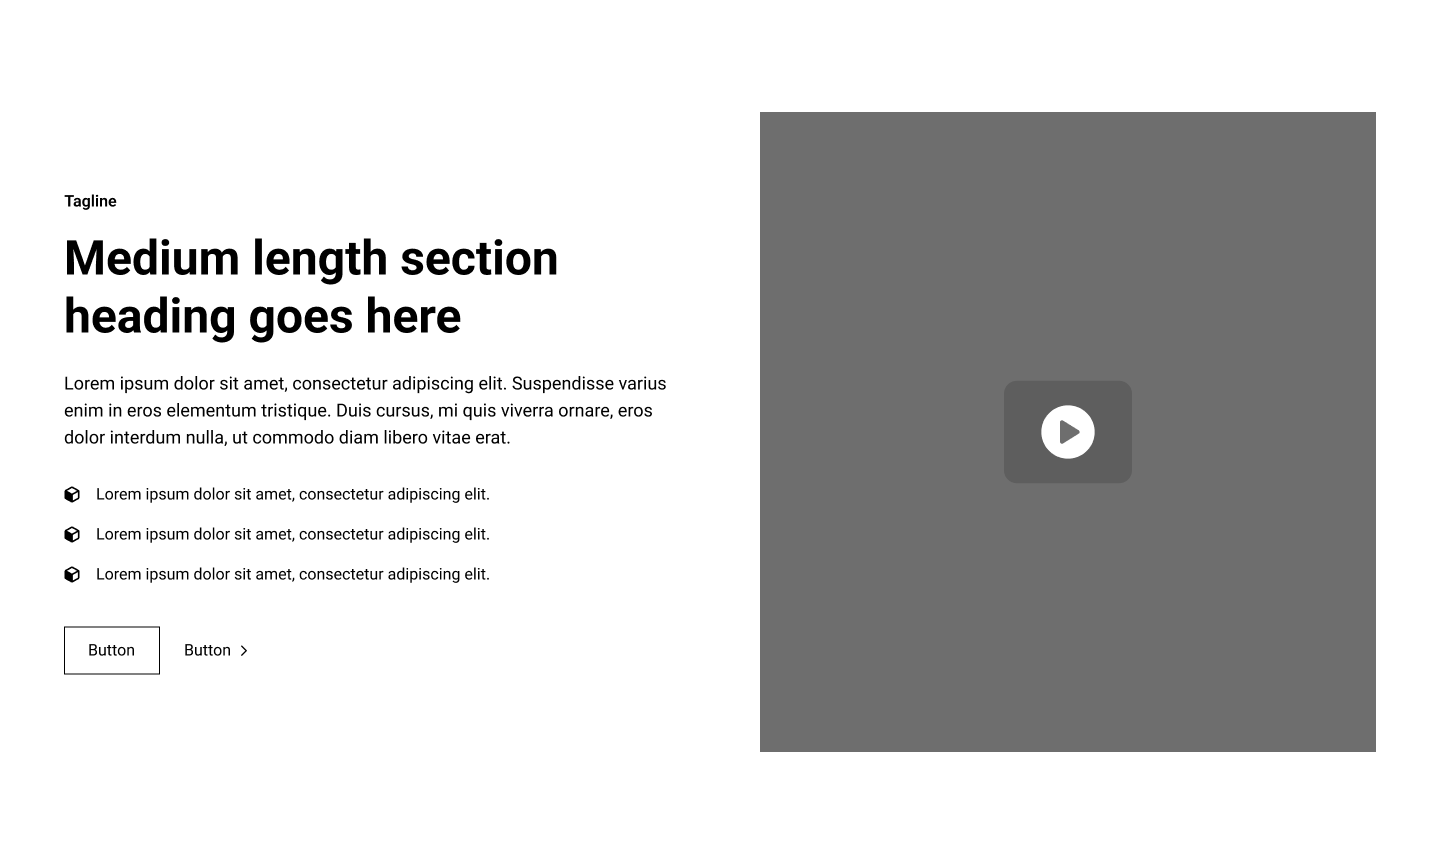 Tagline
Medium length section
heading goes here
Lorem ipsum dolor sit amet, consectetur adipiscing elit. Suspendisse varius
enim in eros elementum tristique. Duis cursus, mi quis viverra ornare, eros
dolor interdum nulla, ut commodo diam libero vitae erat.
Lorem ipsum dolor sit amet, consectetur adipiscing elit.
Lorem ipsum dolor sit amet, consectetur adipiscing elit.
Lorem ipsum dolor sit amet, consectetur adipiscing elit.
Button
Button